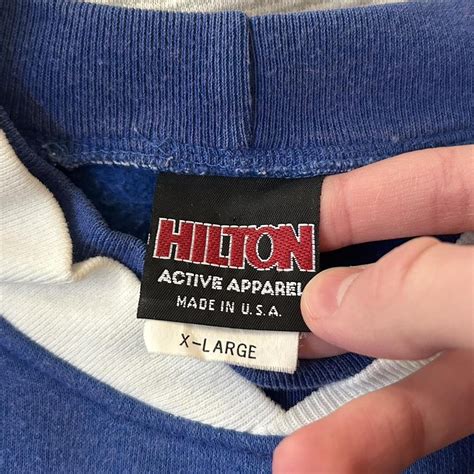 HILTON
ACTIVE APPAREL
MADE IN U.S.A.
X-LARGE